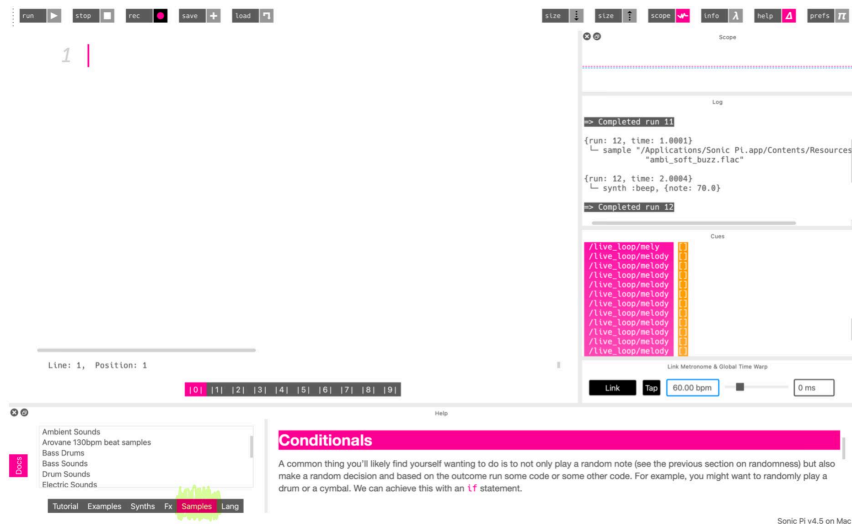 run stop rec save load size size scope info help prefs
Scope
1
Log
=> Completed run 11
{run: 12, time: 1.0001}
└─ sample "/Applications/Sonic Pi.app/Contents/Resources
"ambi_soft_buzz.flac"
{run: 12, time: 2.0004}
└─ synth :beep, {note: 70.0}
=> Completed run 12
Cues
/live_loop/mely
/live_loop/melody
/live_loop/melody
/live_loop/melody
/live_loop/melody
/live_loop/melody
/live_loop/melody
/live_loop/melody
/live_loop/melody
/live_loop/melody
/live_loop/melody
/live_loop/melody
Line: 1, Position: 1
Link Metronome & Global Time Warp
|0| |1| |2| |3| |4| |5| |6| |7| |8| |9|
Link Tap 60.00 bpm 0 ms
Help
Docs
Ambient Sounds
Arovane 130bpm beat samples
Bass Drums
Bass Sounds
Drum Sounds
Electric Sounds
Tutorial Examples Synths Fx Samples Lang
Conditionals
A common thing you'll likely find yourself wanting to do is to not only play a random note (see the previous section on randomness) but also
make a random decision and based on the outcome run some code or some other code. For example, you might want to randomly play a
drum or a cymbal. We can achieve this with an if statement.
Sonic Pi v4.5 on Mac